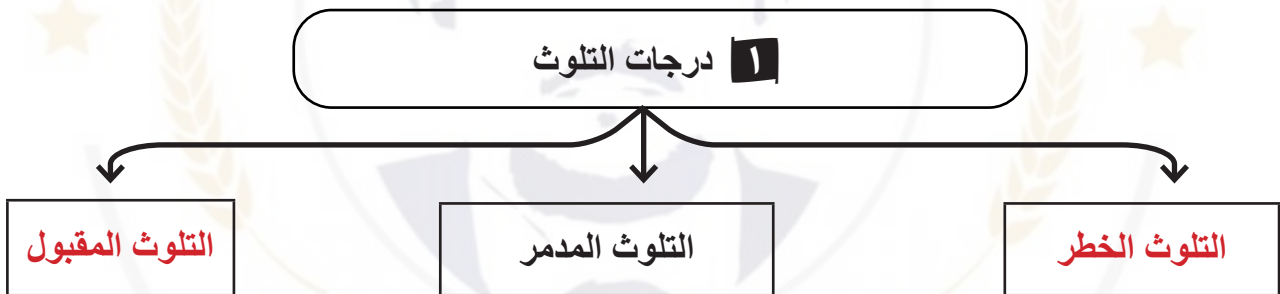 ١ درجات التلوث
التلوث الخطر
التلوث المدمر
التلوث المقبول